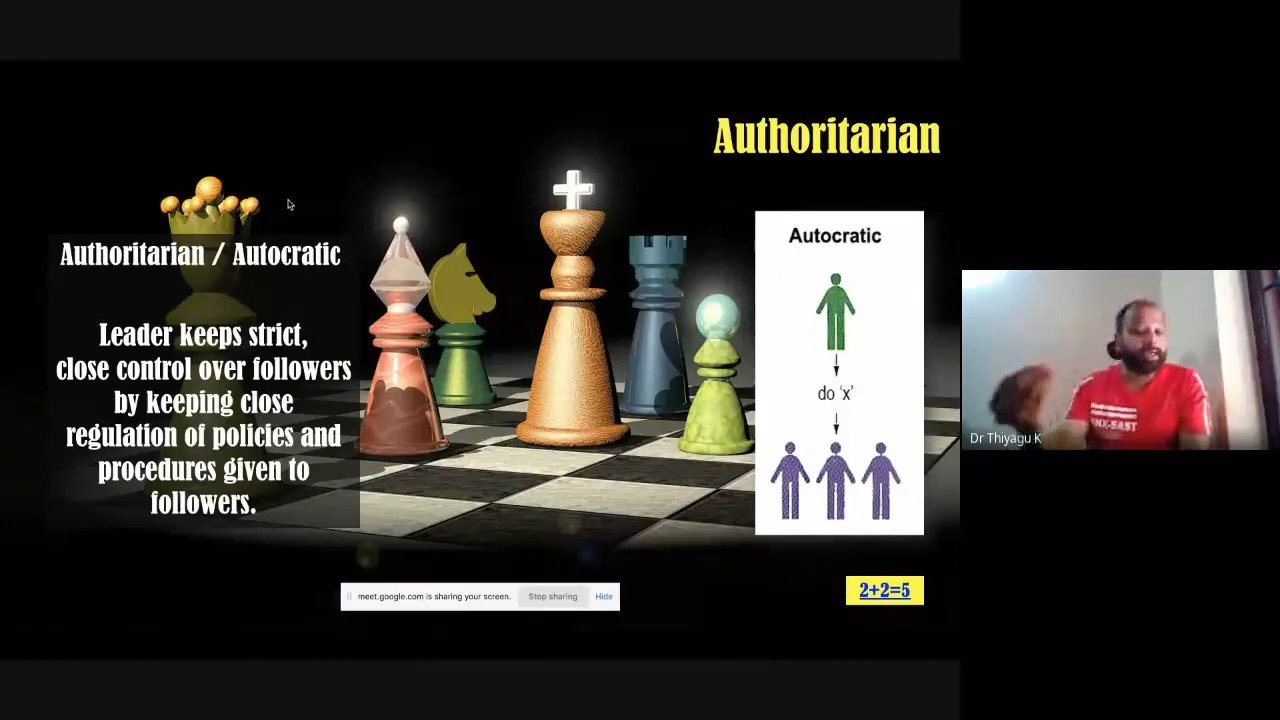 Authoritarian
Authoritarian / Autocratic
Leader keeps strict,
close control over followers
by keeping close
regulation of policies and
procedures given to
followers.
Autocratic
do 'x'
2+2=5
meet.google.com is sharing your screen. Stop sharing Hide
Dr Thiyagu K